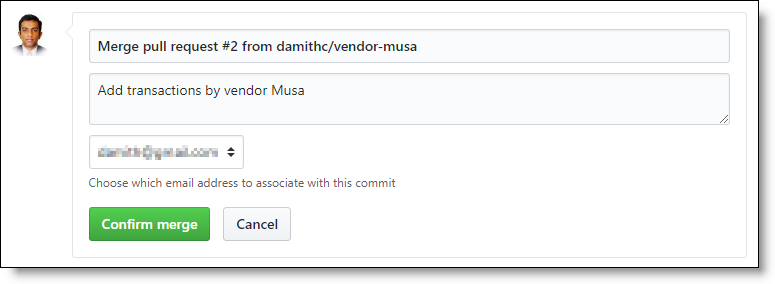 Merge pull request #2 from damithc/vendor-musa
Add transactions by vendor Musa
Choose which email address to associate with this commit
Confirm merge
Cancel